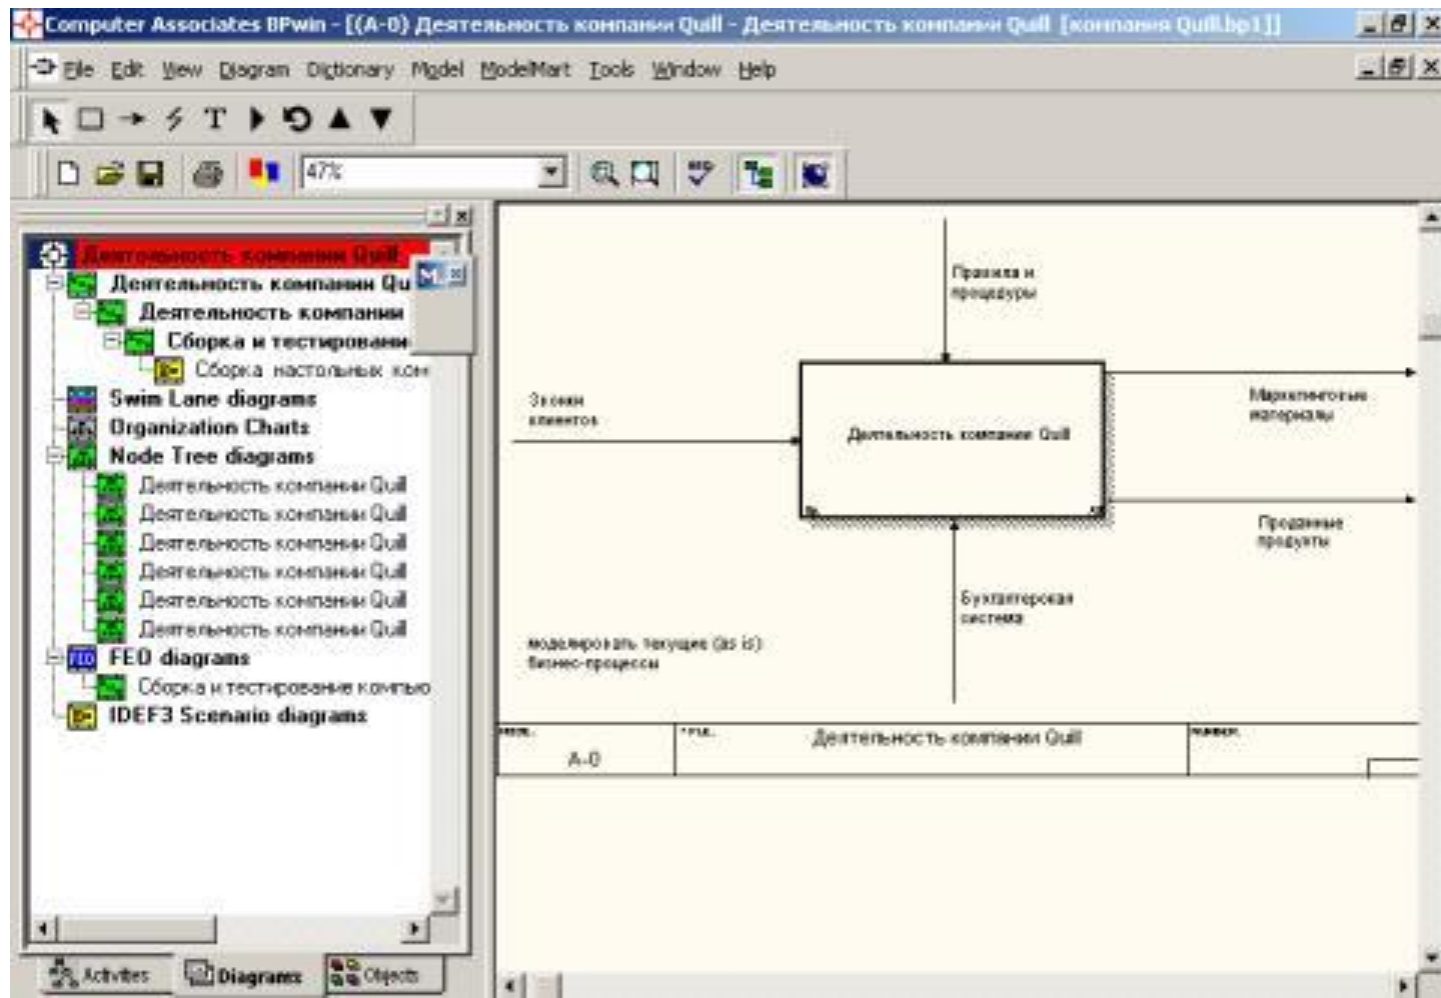 Computer Associates BPwin - [(A-0) Деятельность компании Quill - Деятельность компании Quill [компания Quill.bp1]]
File Edit View Diagram Dictionary Model ModelMart Tools Window Help
T
47%
Деятельность компании Quill
M
Деятельность компании Qu
Деятельность компании
Сборка и тестировани
Сборка настольных ком
Swim Lane diagrams
Organization Charts
Node Tree diagrams
Деятельность компании Quill
Деятельность компании Quill
Деятельность компании Quill
Деятельность компании Quill
Деятельность компании Quill
Деятельность компании Quill
FEO FEO diagrams
Сборка и тестирование компью
IDEF3 Scenario diagrams
Activities Diagrams Objects
Правила и
процедуры
Звонки
клиентов
Деятельность компании Quill
Маркетинговые
материалы
Проданные
продукты
Бухгалтерская
система
моделировать текущие (as is)
бизнес-процессы
NODE: TITLE: Деятельность компании Quill NUMBER:
A-0